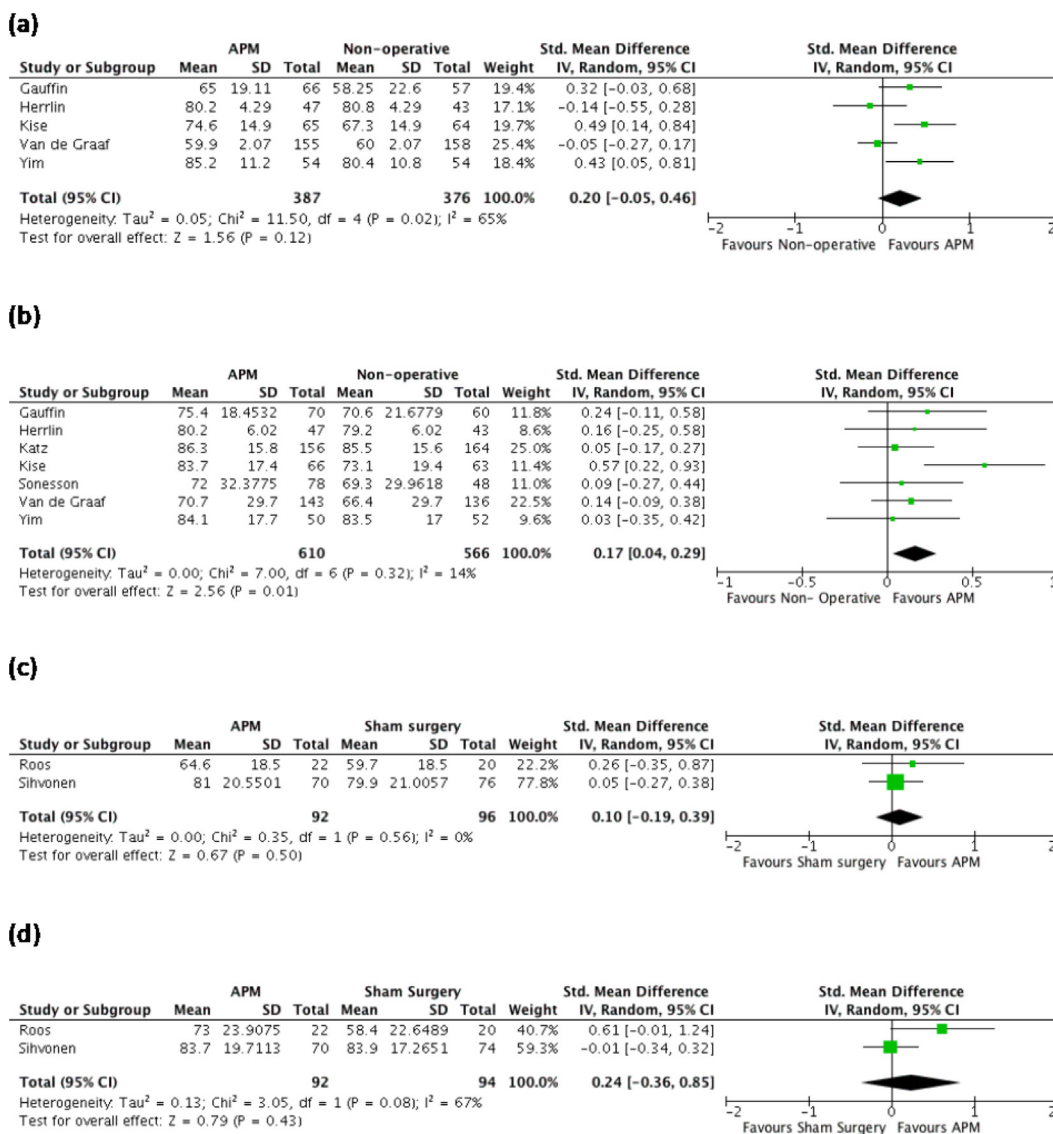 (a)
APM Non-operative Std. Mean Difference Std. Mean Difference
Study or Subgroup Mean SD Total Mean SD Total Weight IV, Random, 95% CI IV, Random, 95% CI
Gauffin 65 19.11 66 58.25 22.6 57 19.4% 0.32 [-0.03, 0.68]
Herrlin 80.2 4.29 47 80.8 4.29 43 17.1% -0.14 [-0.55, 0.28]
Kise 74.6 14.9 65 67.3 14.9 64 19.7% 0.49 [0.14, 0.84]
Van de Graaf 59.9 2.07 155 60 2.07 158 25.4% -0.05 [-0.27, 0.17]
Yim 85.2 11.2 54 80.4 10.8 54 18.4% 0.43 [0.05, 0.81]
Total (95% CI) 387 376 100.0% 0.20 [-0.05, 0.46]
Heterogeneity: Tau² = 0.05; Chi² = 11.50, df = 4 (P = 0.02); I² = 65%
Test for overall effect: Z = 1.56 (P = 0.12)
-2 -1 0 1 2
Favours Non-operative Favours APM
(b)
APM Non-operative Std. Mean Difference Std. Mean Difference
Study or Subgroup Mean SD Total Mean SD Total Weight IV, Random, 95% CI IV, Random, 95% CI
Gauffin 75.4 18.4532 70 70.6 21.6779 60 11.8% 0.24 [-0.11, 0.58]
Herrlin 80.2 6.02 47 79.2 6.02 43 8.6% 0.16 [-0.25, 0.58]
Katz 86.3 15.8 156 85.5 15.6 164 25.0% 0.05 [-0.17, 0.27]
Kise 83.7 17.4 66 73.1 19.4 63 11.4% 0.57 [0.22, 0.93]
Sonesson 72 32.3775 78 69.3 29.9618 48 11.0% 0.09 [-0.27, 0.44]
Van de Graaf 70.7 29.7 143 66.4 29.7 136 22.5% 0.14 [-0.09, 0.38]
Yim 84.1 17.7 50 83.5 17 52 9.6% 0.03 [-0.35, 0.42]
Total (95% CI) 610 566 100.0% 0.17 [0.04, 0.29]
Heterogeneity: Tau² = 0.00; Chi² = 7.00, df = 6 (P = 0.32); I² = 14%
Test for overall effect: Z = 2.56 (P = 0.01)
-1 -0.5 0 0.5 1
Favours Non- Operative Favours APM
(c)
APM Sham surgery Std. Mean Difference Std. Mean Difference
Study or Subgroup Mean SD Total Mean SD Total Weight IV, Random, 95% CI IV, Random, 95% CI
Roos 64.6 18.5 22 59.7 18.5 20 22.2% 0.26 [-0.35, 0.87]
Sihvonen 81 20.5501 70 79.9 21.0057 76 77.8% 0.05 [-0.27, 0.38]
Total (95% CI) 92 96 100.0% 0.10 [-0.19, 0.39]
Heterogeneity: Tau² = 0.00; Chi² = 0.35, df = 1 (P = 0.56); I² = 0%
Test for overall effect: Z = 0.67 (P = 0.50)
-2 -1 0 1 2
Favours Sham surgery Favours APM
(d)
APM Sham Surgery Std. Mean Difference Std. Mean Difference
Study or Subgroup Mean SD Total Mean SD Total Weight IV, Random, 95% CI IV, Random, 95% CI
Roos 73 23.9075 22 58.4 22.6489 20 40.7% 0.61 [-0.01, 1.24]
Sihvonen 83.7 19.7113 70 83.9 17.2651 74 59.3% -0.01 [-0.34, 0.32]
Total (95% CI) 92 94 100.0% 0.24 [-0.36, 0.85]
Heterogeneity: Tau² = 0.13; Chi² = 3.05, df = 1 (P = 0.08); I² = 67%
Test for overall effect: Z = 0.79 (P = 0.43)
-2 -1 0 1 2
Favours Sham Surgery Favours APM